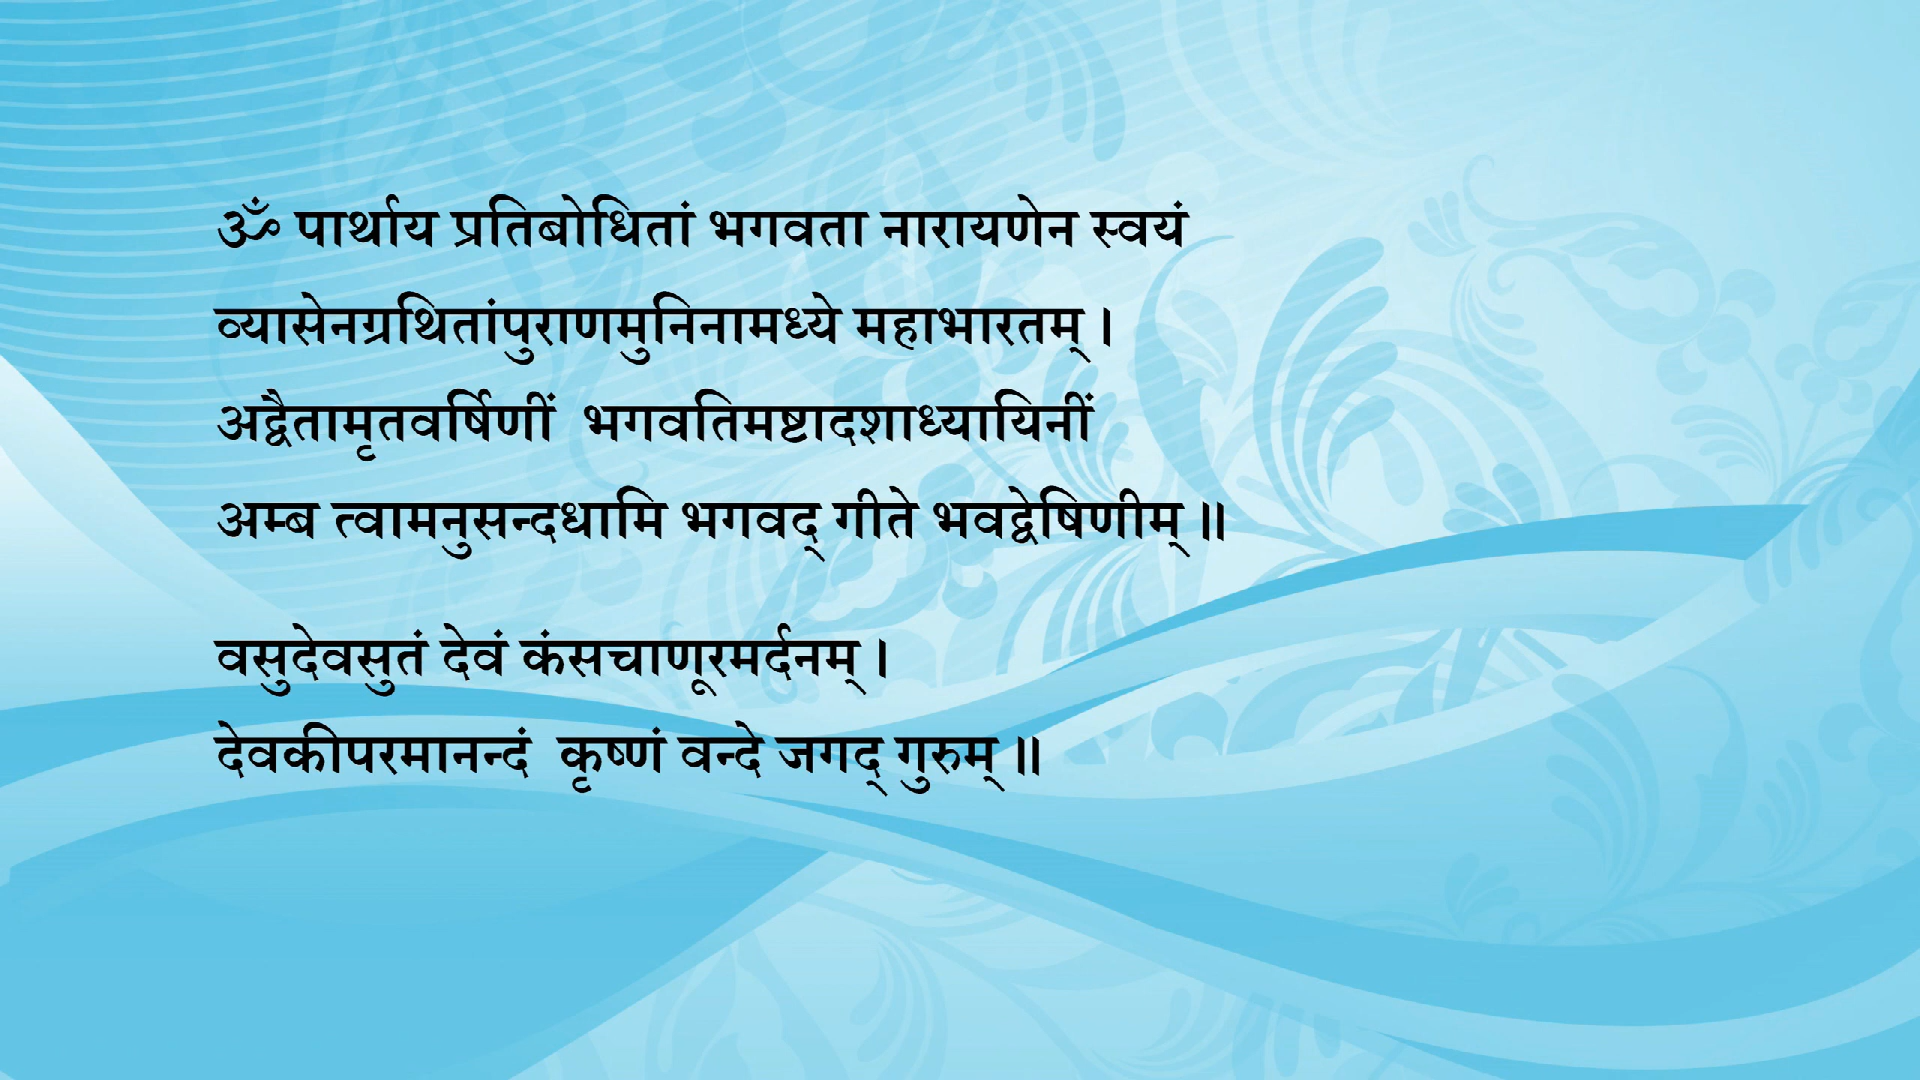 ॐ पार्थाय प्रतिबोधितां भगवता नारायणेन स्वयं
व्यासेनग्रथितांपुराणमुनिनामध्ये महाभारतम् ।
अद्वैतामृतवर्षिणीं भगवतिमष्टादशाध्यायिनीं
अम्ब त्वामनुसन्दधामि भगवद् गीते भवद्वेषिणीम् ॥
वसुदेवसुतं देवं कंसचाणूरमर्दनम् ।
देवकीपरमानन्दं कृष्णं वन्दे जगद् गुरुम् ॥